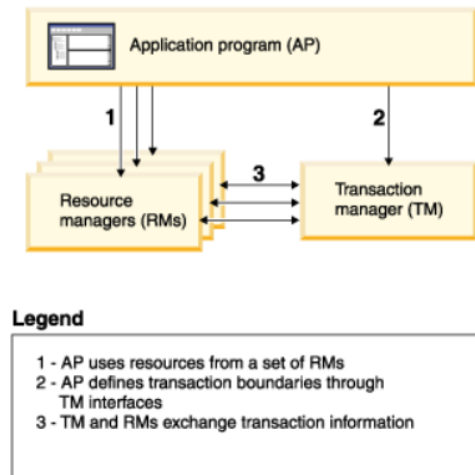 Application program (AP)
1
2
3
Resource
managers (RMs)
Transaction
manager (TM)
Legend
1 - AP uses resources from a set of RMs
2 - AP defines transaction boundaries through
TM interfaces
3 - TM and RMs exchange transaction information